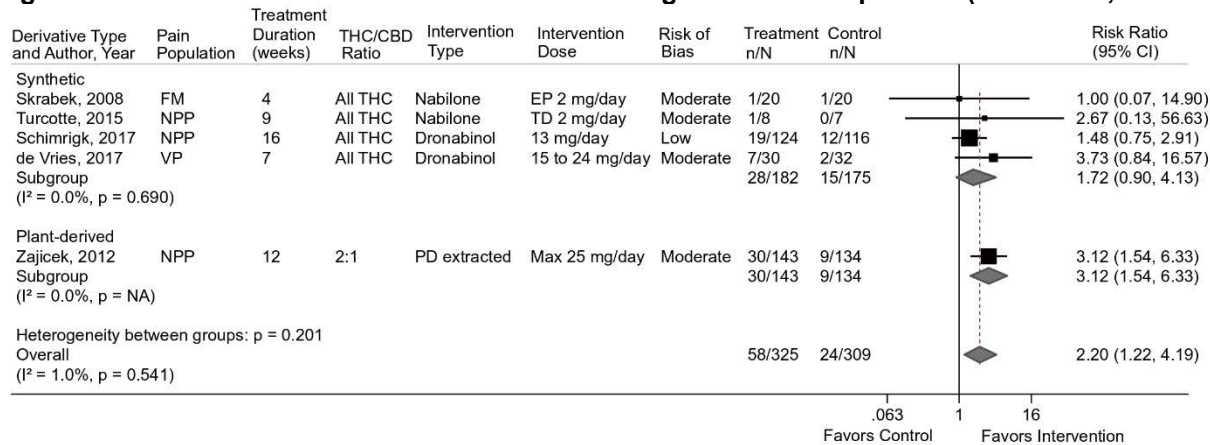 Derivative Type and Author, Year Pain Population Treatment Duration (weeks) THC/CBD Ratio Intervention Type Intervention Dose Risk of Bias Treatment n/N Control n/N Risk Ratio (95% CI)
Synthetic
Skrabek, 2008 FM 4 All THC Nabilone EP 2 mg/day Moderate 1/20 1/20 1.00 (0.07, 14.90)
Turcotte, 2015 NPP 9 All THC Nabilone TD 2 mg/day Moderate 1/8 0/7 2.67 (0.13, 56.63)
Schimrigk, 2017 NPP 16 All THC Dronabinol 13 mg/day Low 19/124 12/116 1.48 (0.75, 2.91)
de Vries, 2017 VP 7 All THC Dronabinol 15 to 24 mg/day Moderate 7/30 2/32 3.73 (0.84, 16.57)
Subgroup 28/182 15/175 1.72 (0.90, 4.13)
(I² = 0.0%, p = 0.690)
Plant-derived
Zajicek, 2012 NPP 12 2:1 PD extracted Max 25 mg/day Moderate 30/143 9/134 3.12 (1.54, 6.33)
Subgroup 30/143 9/134 3.12 (1.54, 6.33)
(I² = 0.0%, p = NA)
Heterogeneity between groups: p = 0.201
Overall 58/325 24/309 2.20 (1.22, 4.19)
(I² = 1.0%, p = 0.541)
.063 1 16
Favors Control Favors Intervention